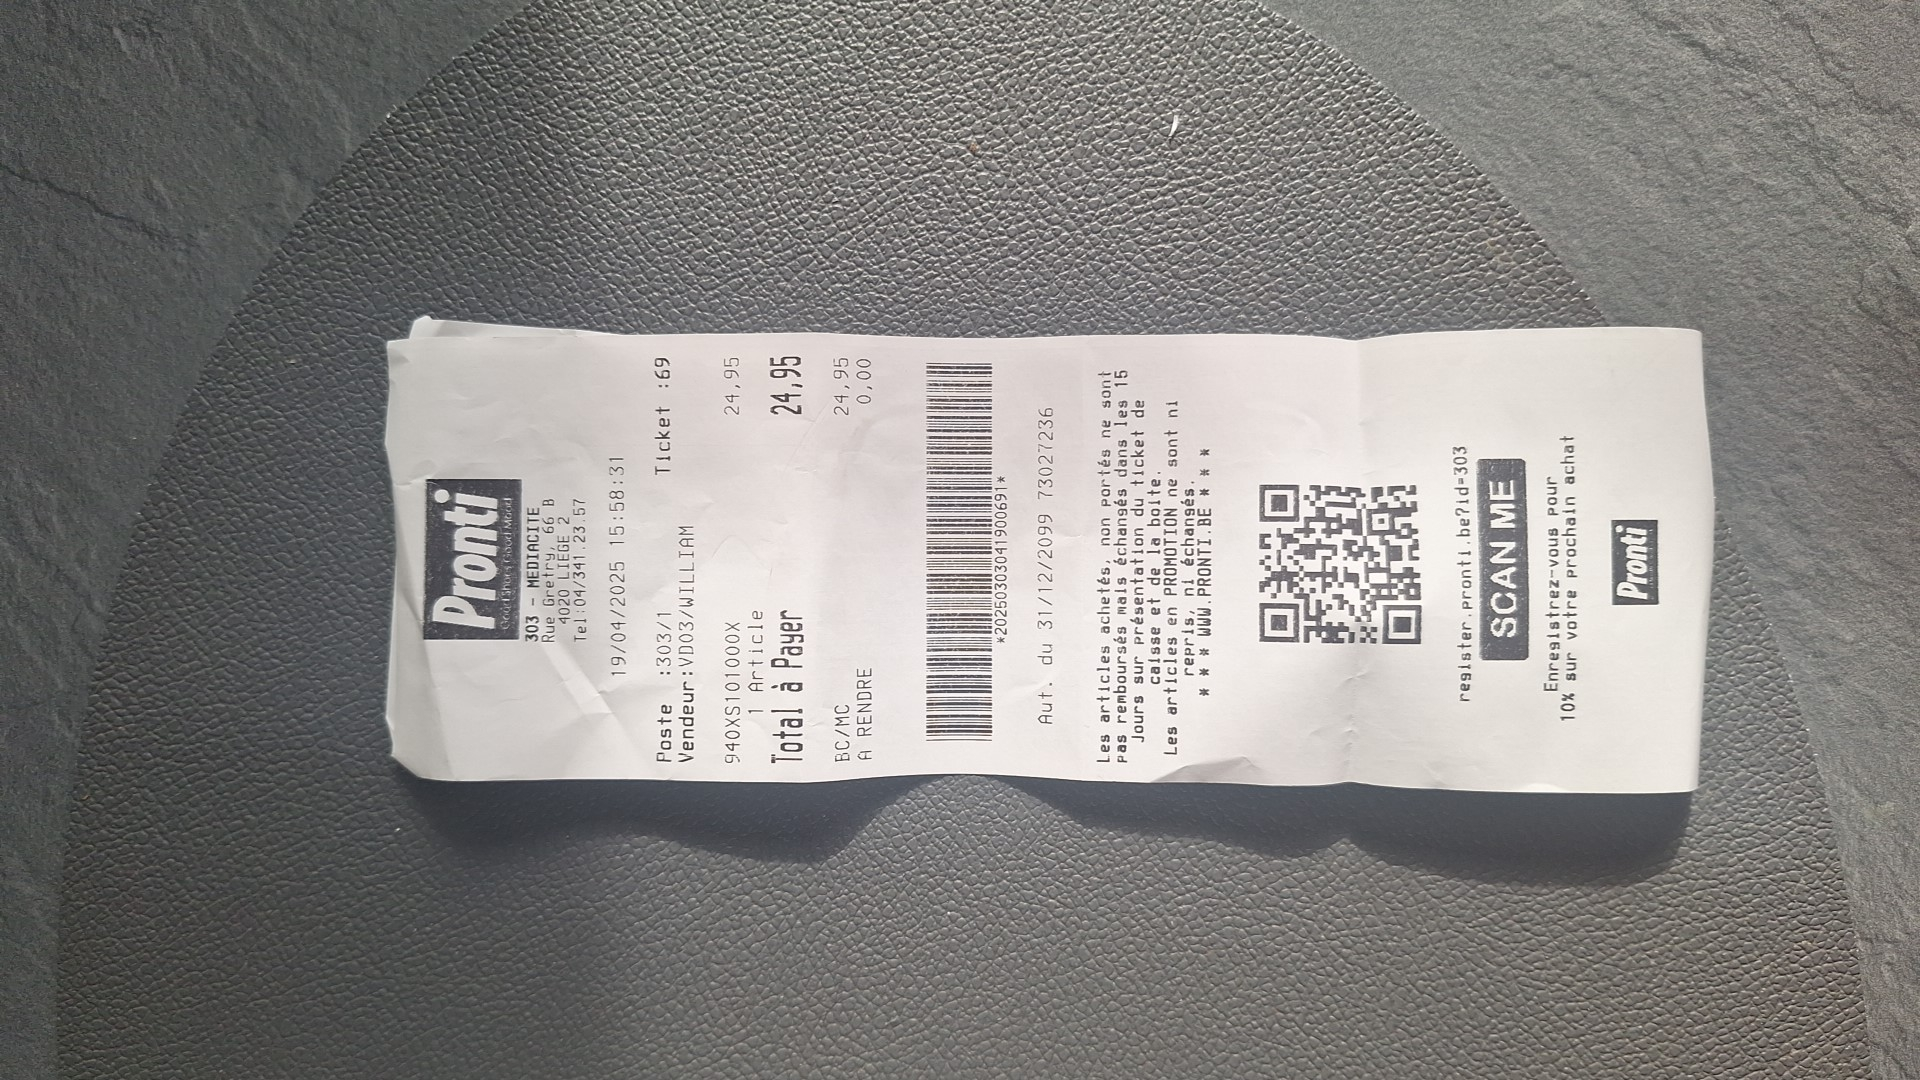 Pronti
Good Shoes Good Mood
303 - MEDIACITE
Rue Gretry, 66 B
4020 LIEGE 2
Tel:04/341.23.57
19/04/2025 15:58:31
Poste :303/1 Ticket :69
Vendeur:VD03/WILLIAM
940XS101000X 24,95
1 Article
Total à Payer 24,95
BC/MC 24,95
A RENDRE 0,00
*20250303041900691*
Aut. du 31/12/2099 73027236
Les articles achetés, non portés ne sont
pas remboursés mais échangés dans les 15
Jours sur présentation du ticket de
caisse et de la boite.
Les articles en PROMOTION ne sont ni
repris, ni échangés.
* * * WWW.PRONTI.BE * * * *
register.pronti.be?id=303
SCAN ME
Enregistrez-vous pour
10% sur votre prochain achat
Pronti